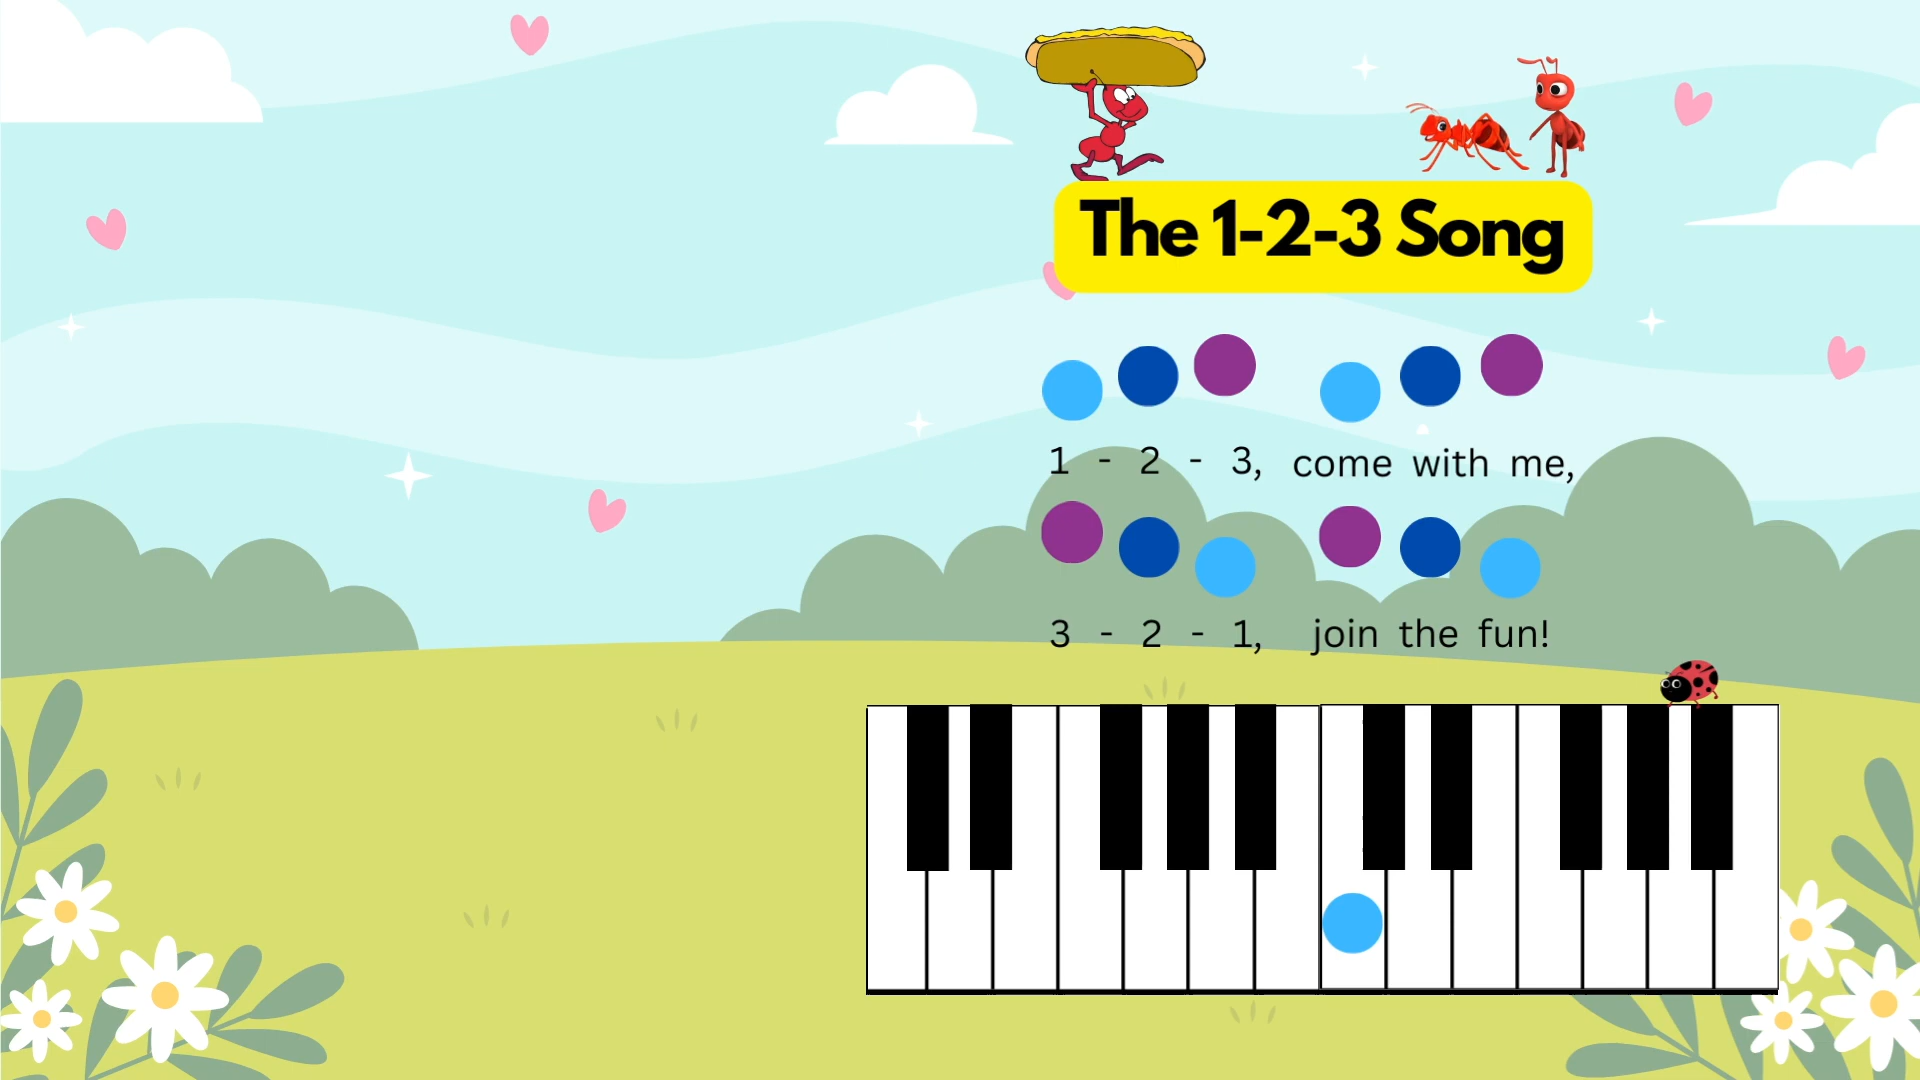 The 1-2-3 Song
1 - 2 - 3, come with me,
3 - 2 - 1, join the fun!